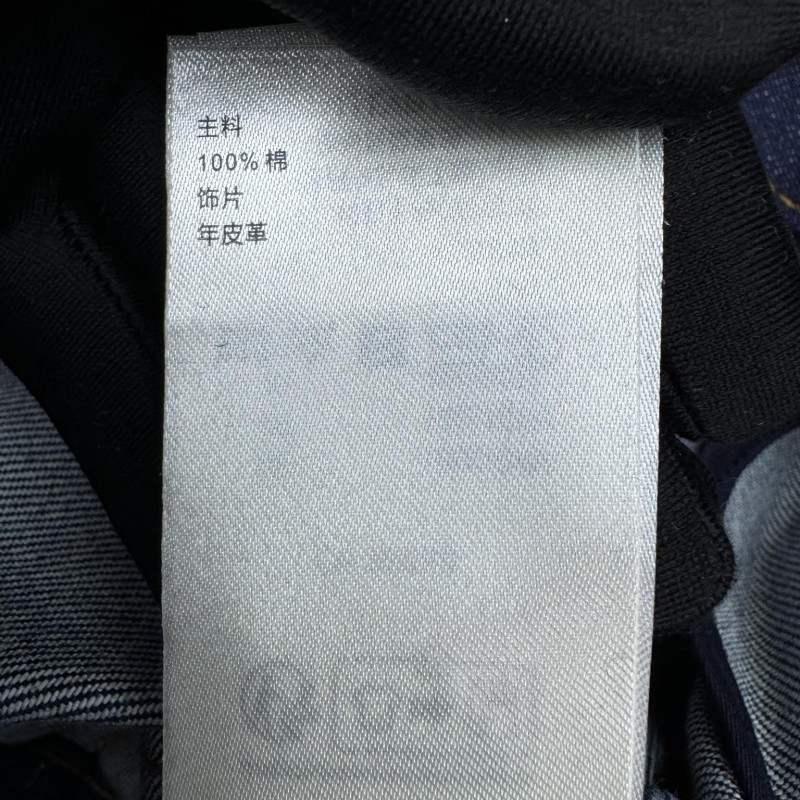 主料
100% 棉
饰片
年皮革